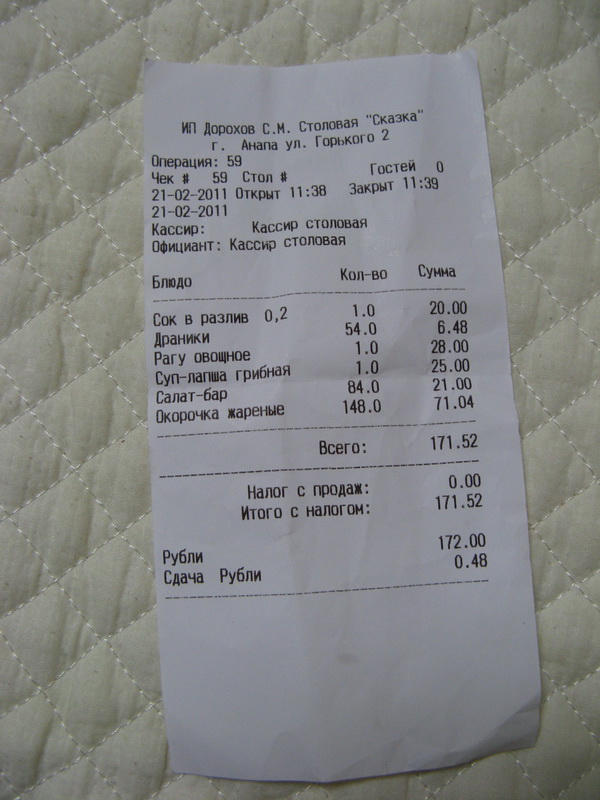 ИП Дорохов С.М. Столовая "Сказка"
г. Анапа ул. Горького 2
Операция: 59
Чек # 59 Стол # Гостей 0
21-02-2011 Открыт 11:38 Закрыт 11:39
21-02-2011
Кассир: Кассир столовая
Официант: Кассир столовая
Блюдо Кол-во Сумма
Сок в разлив 0,2 1.0 20.00
Драники 54.0 6.48
Рагу овощное 1.0 28.00
Суп-лапша грибная 1.0 25.00
Салат-бар 84.0 21.00
Окорочка жареные 148.0 71.04
Всего: 171.52
Налог с продаж: 0.00
Итого с налогом: 171.52
Рубли 172.00
Сдача Рубли 0.48